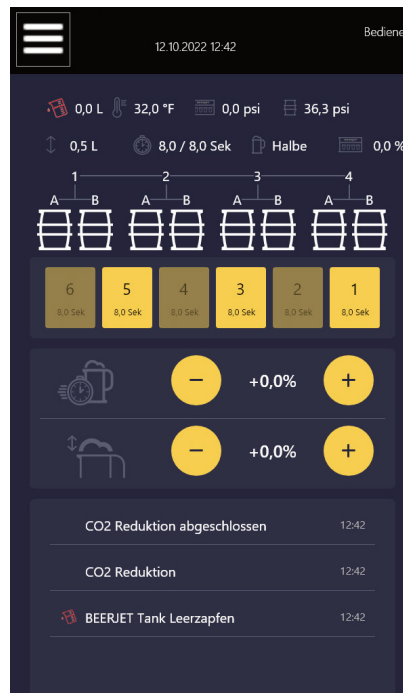 Bediene
12.10.2022 12:42
0,0 L 32,0 °F 0,0 psi 36,3 psi
0,5 L 8,0 / 8,0 Sek Halbe 0,0 %
1 2 3 4
A B A B A B A B
6 5 4 3 2 1
8,0 Sek 8,0 Sek 8,0 Sek 8,0 Sek 8,0 Sek 8,0 Sek
− +0,0% +
− +0,0% +
CO2 Reduktion abgeschlossen 12:42
CO2 Reduktion 12:42
BEERJET Tank Leerzapfen 12:42